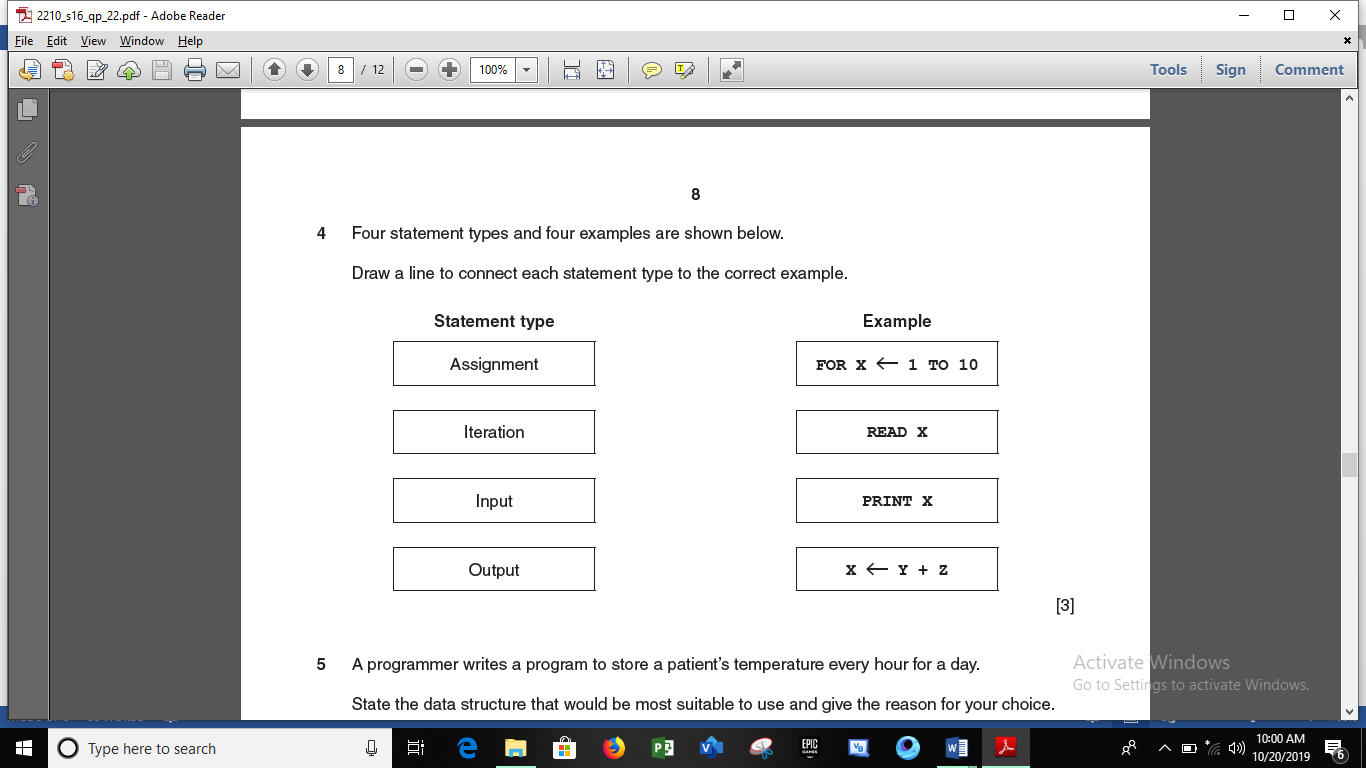 2210_s16_qp_22.pdf - Adobe Reader
File Edit View Window Help
8 / 12 100% Tools Sign Comment
8
4 Four statement types and four examples are shown below.
Draw a line to connect each statement type to the correct example.
Statement type Example
Assignment FOR X ← 1 TO 10
Iteration READ X
Input PRINT X
Output X ← Y + Z
[3]
5 A programmer writes a program to store a patient's temperature every hour for a day.
State the data structure that would be most suitable to use and give the reason for your choice.
Activate Windows
Go to Settings to activate Windows.
Type here to search
10:00 AM
10/20/2019
6